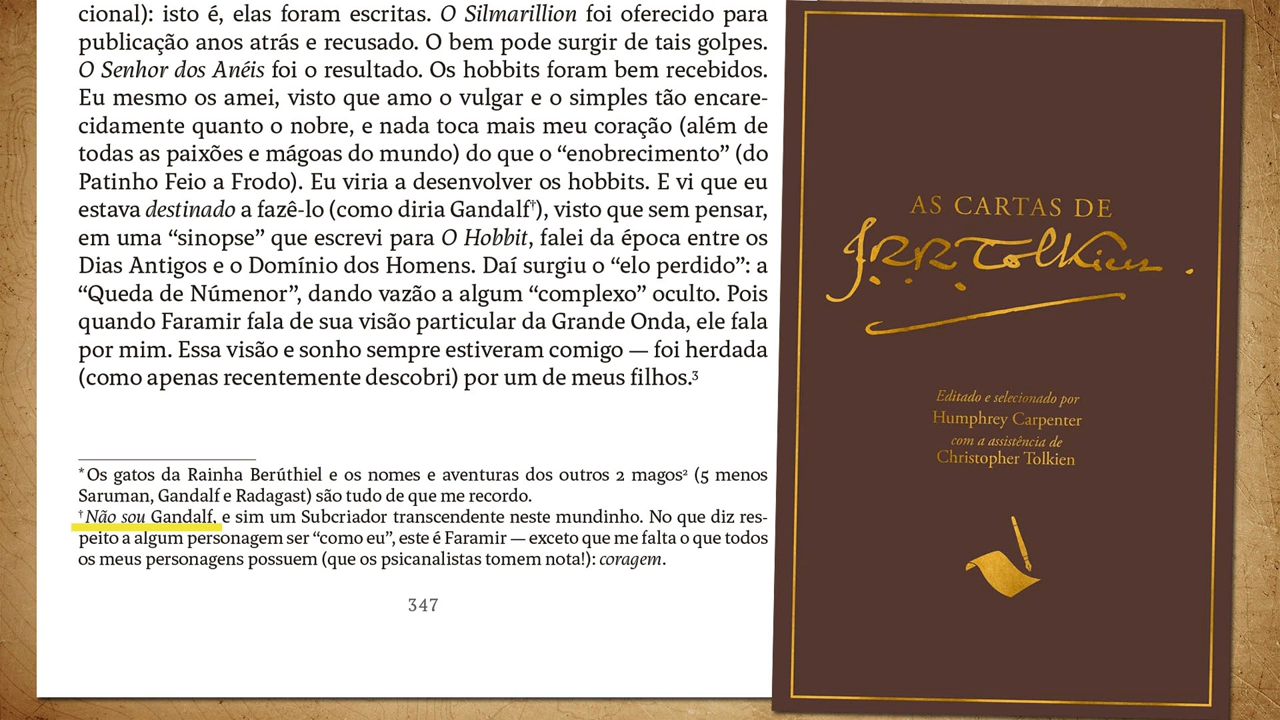 cional): isto é, elas foram escritas. O Silmarillion foi oferecido para
publicação anos atrás e recusado. O bem pode surgir de tais golpes.
O Senhor dos Anéis foi o resultado. Os hobbits foram bem recebidos.
Eu mesmo os amei, visto que amo o vulgar e o simples tão encare-
cidamente quanto o nobre, e nada toca mais meu coração (além de
todas as paixões e mágoas do mundo) do que o “enobrecimento” (do
Patinho Feio a Frodo). Eu viria a desenvolver os hobbits. E vi que eu
estava destinado a fazê-lo (como diria Gandalf†), visto que sem pensar,
em uma “sinopse” que escrevi para O Hobbit, falei da época entre os
Dias Antigos e o Domínio dos Homens. Daí surgiu o “elo perdido”: a
“Queda de Númenor”, dando vazão a algum “complexo” oculto. Pois
quando Faramir fala de sua visão particular da Grande Onda, ele fala
por mim. Essa visão e sonho sempre estiveram comigo — foi herdada
(como apenas recentemente descobri) por um de meus filhos.³
*Os gatos da Rainha Berúthiel e os nomes e aventuras dos outros 2 magos² (5 menos
Saruman, Gandalf e Radagast) são tudo de que me recordo.
†Não sou Gandalf, e sim um Subcriador transcendente neste mundinho. No que diz res-
peito a algum personagem ser “como eu”, este é Faramir — exceto que me falta o que todos
os meus personagens possuem (que os psicanalistas tomem nota!): coragem.
347
AS CARTAS DE
JRR Tolkien.
Editado e selecionado por
Humphrey Carpenter
com a assistência de
Christopher Tolkien